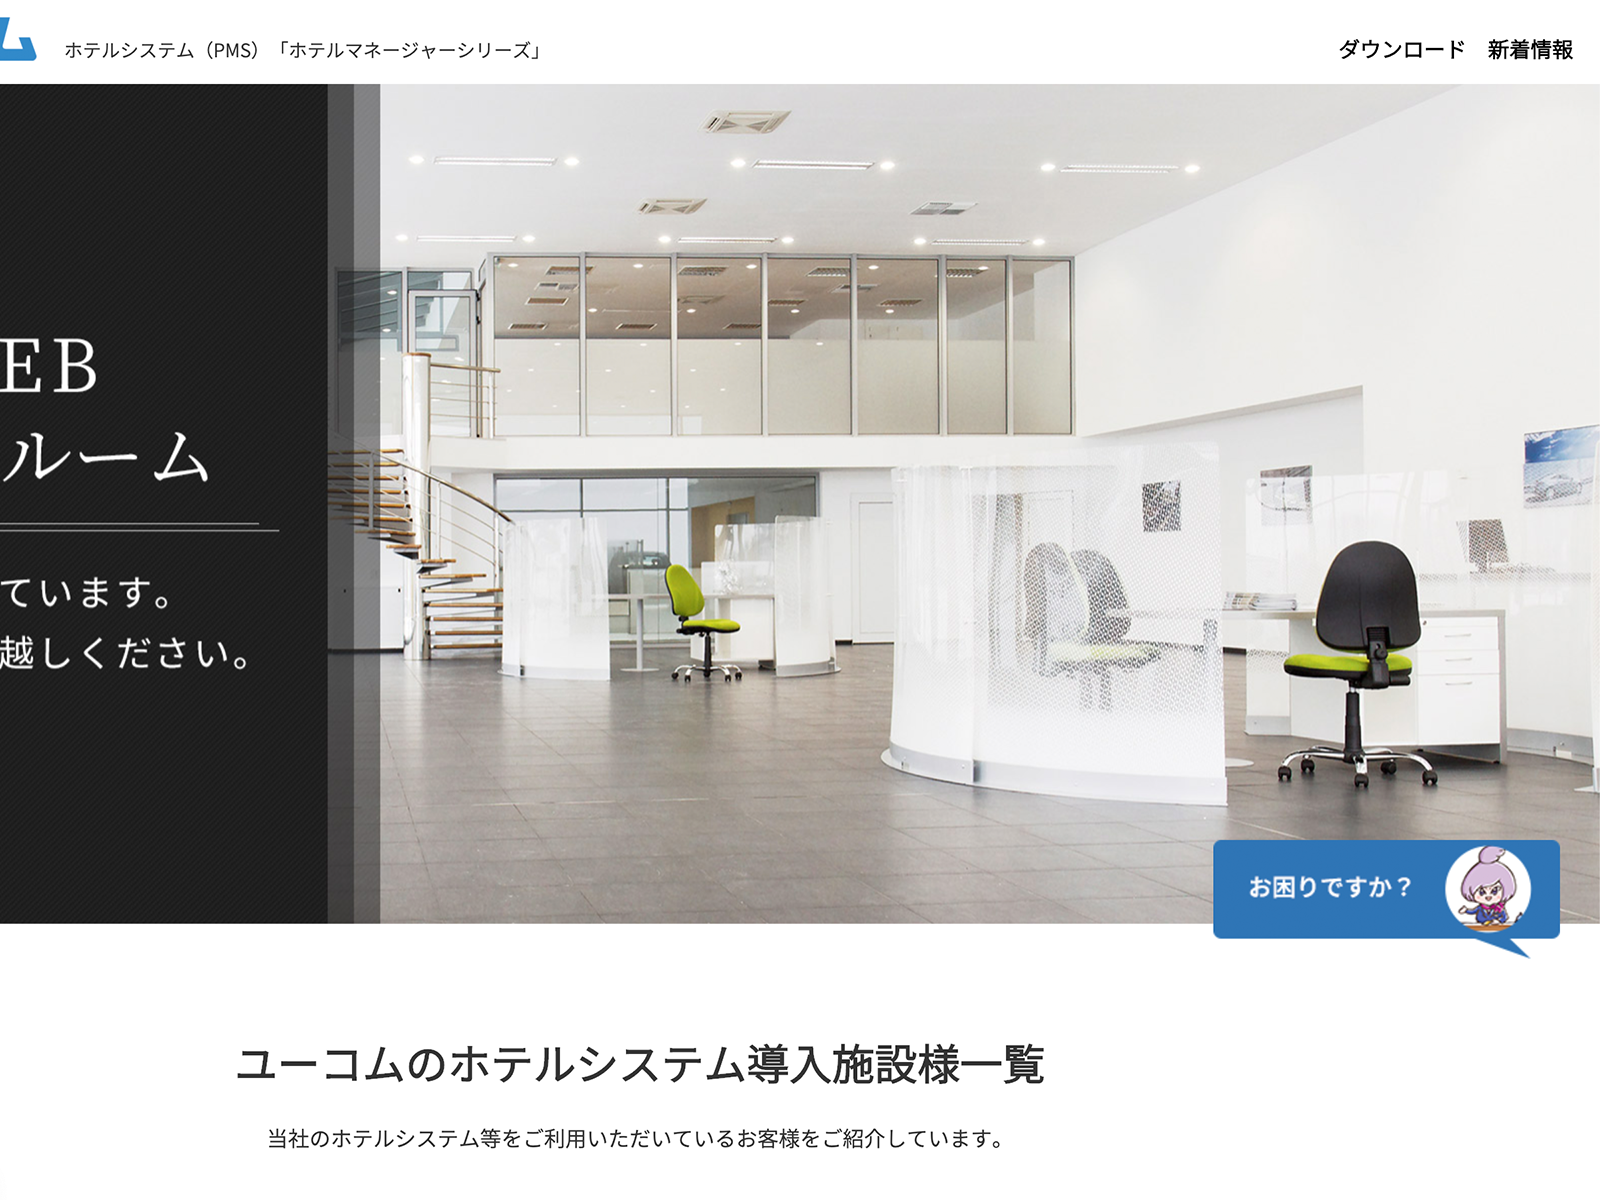 ム
ホテルシステム（PMS）「ホテルマネージャーシリーズ」
ダウンロード 新着情報
EB
ルーム
ています。
越しください。
お困りですか？
ユーコムのホテルシステム導入施設様一覧
当社のホテルシステム等をご利用いただいているお客様をご紹介しています。